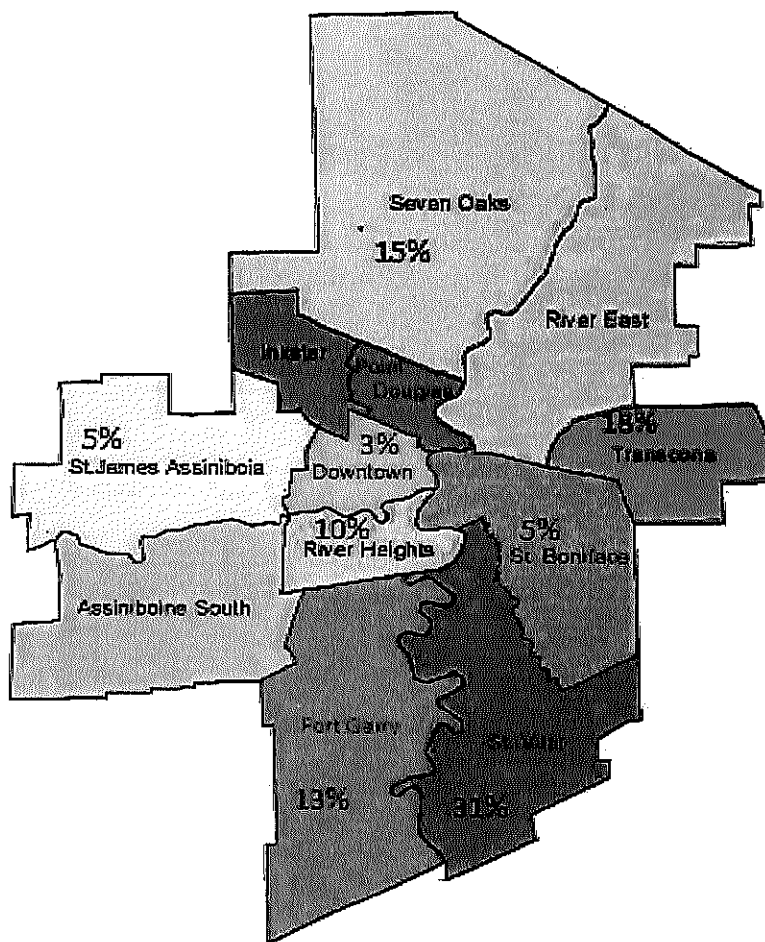 Seven Oaks
15%
River East
Inkster
Point
Douglas
18%
Transcona
5%
St.James Assiniboia
3%
Downtown
10%
River Heights
5%
St. Boniface
Assiniboine South
Fort Garry
13%
St. Vital
31%